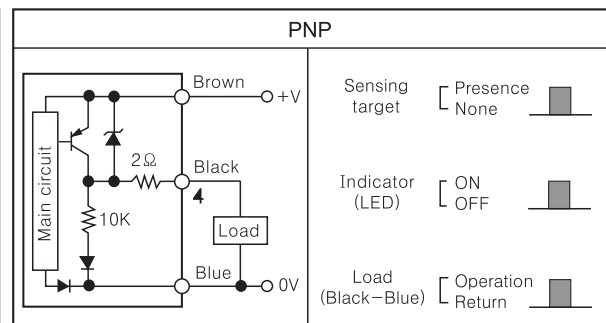 PNP
Brown
+V
Main circuit
2Ω
Black
4
10K
Load
Blue
0V
Sensing
target
Presence
None
Indicator
(LED)
ON
OFF
Load
(Black−Blue)
Operation
Return